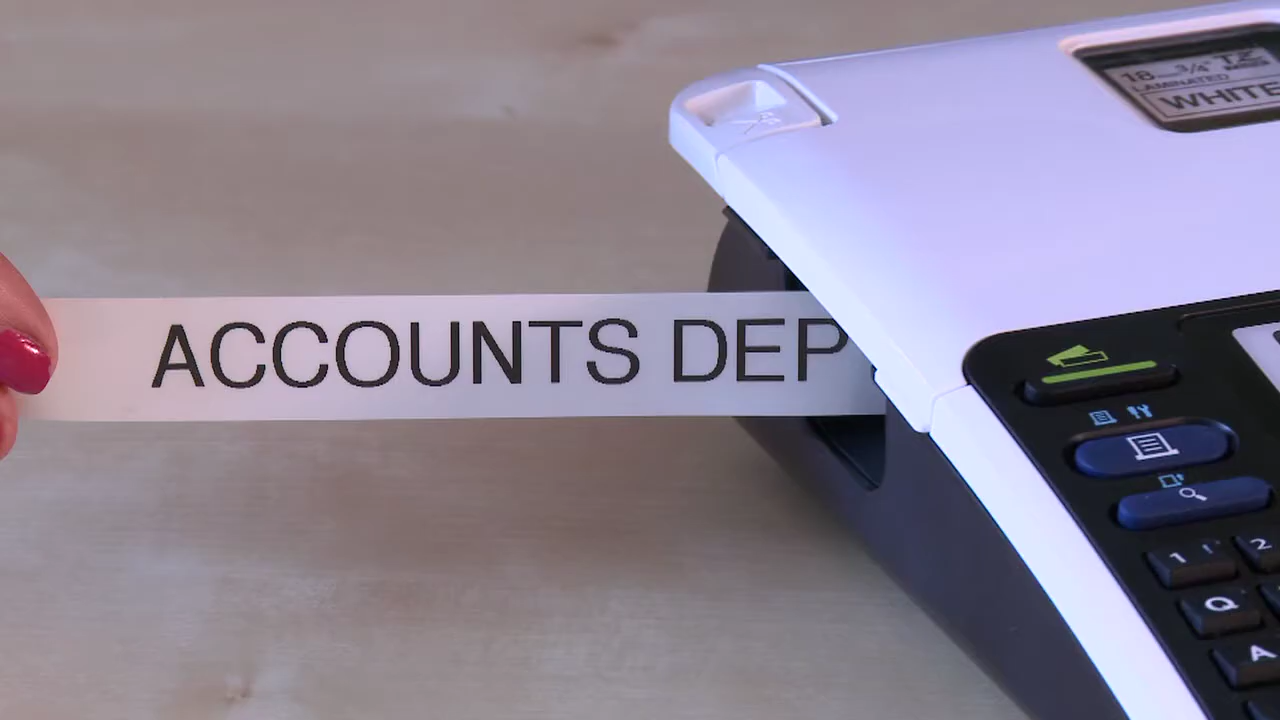 18 3/4" TZ
LAMINATED
WHITE
ACCOUNTS DEP
1 ! 2
Q
A